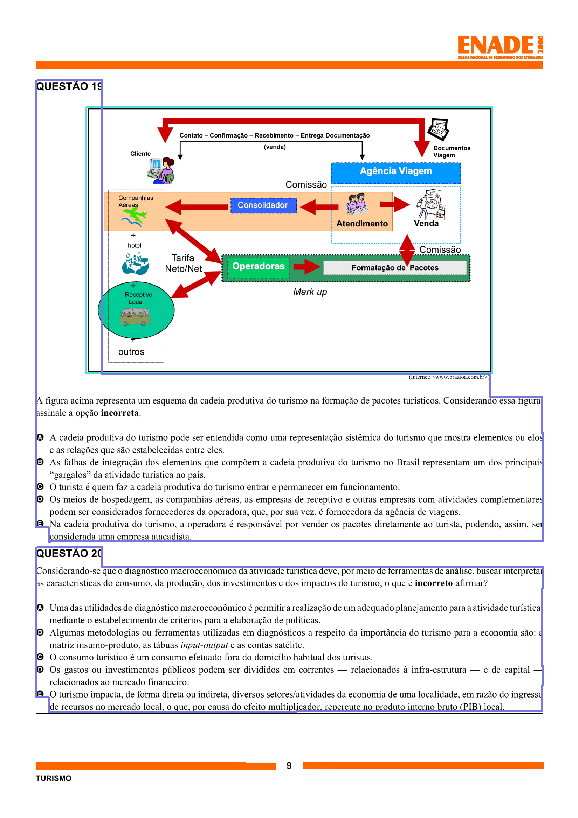 ENADE 2006
EXAME NACIONAL DE DESEMPENHO DOS ESTUDANTES
QUESTÃO 19
Contato – Confirmação – Recebimento – Entrega Documentação
(venda)
Cliente
Documentos
Viagem
Agência Viagem
Comissão
Companhias
Aéreas
Consolidador
Atendimento
Venda
+
hotel
Comissão
Tarifa
Neto/Net
Operadoras
Formatação de Pacotes
+
Receptivo
Local
Mark up
+
outros
A figura acima representa um esquema da cadeia produtiva do turismo na formação de pacotes turísticos. Considerando essa figura,
assinale a opção incorreta.
A A cadeia produtiva do turismo pode ser entendida como uma representação sistêmica do turismo que mostra elementos ou elos
e as relações que são estabelecidas entre eles.
B As falhas de integração dos elementos que compõem a cadeia produtiva do turismo no Brasil representam um dos principais
“gargalos” da atividade turística no país.
C O turista é quem faz a cadeia produtiva do turismo entrar e permanecer em funcionamento.
D Os meios de hospedagem, as companhias aéreas, as empresas de receptivo e outras empresas com atividades complementares
podem ser considerados fornecedores da operadora, que, por sua vez, é fornecedora da agência de viagens.
E Na cadeia produtiva do turismo, a operadora é responsável por vender os pacotes diretamente ao turista, podendo, assim, ser
considerada uma empresa atacadista.
QUESTÃO 20
Considerando-se que o diagnóstico macroeconômico da atividade turística deve, por meio de ferramentas de análise, buscar interpretar
as características do consumo, da produção, dos investimentos e dos impactos do turismo, o que é incorreto afirmar?
A Uma das utilidades do diagnóstico macroeconômico é permitir a realização de um adequado planejamento para a atividade turística
mediante o estabelecimento de critérios para a elaboração de políticas.
B Algumas metodologias ou ferramentas utilizadas em diagnósticos a respeito da importância do turismo para a economia são: a
matriz insumo-produto, as tábuas input-output e as contas satélite.
C O consumo turístico é um consumo efetuado fora do domicílio habitual dos turistas.
D Os gastos ou investimentos públicos podem ser divididos em correntes — relacionados à infra-estrutura — e de capital —
relacionados ao mercado financeiro.
E O turismo impacta, de forma direta ou indireta, diversos setores/atividades da economia de uma localidade, em razão do ingresso
de recursos no mercado local, o que, por causa do efeito multiplicador, repercute no produto interno bruto (PIB) local.
9
TURISMO